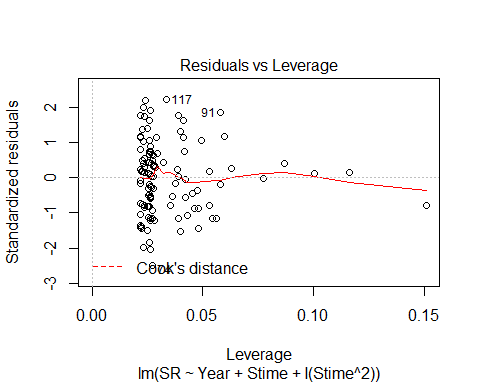 Residuals vs Leverage
Standardized residuals
2
1
0
-1
-2
-3
117
91
Cook's distance
0.00
0.05
0.10
0.15
Leverage
lm(SR ~ Year + Stime + I(Stime^2))